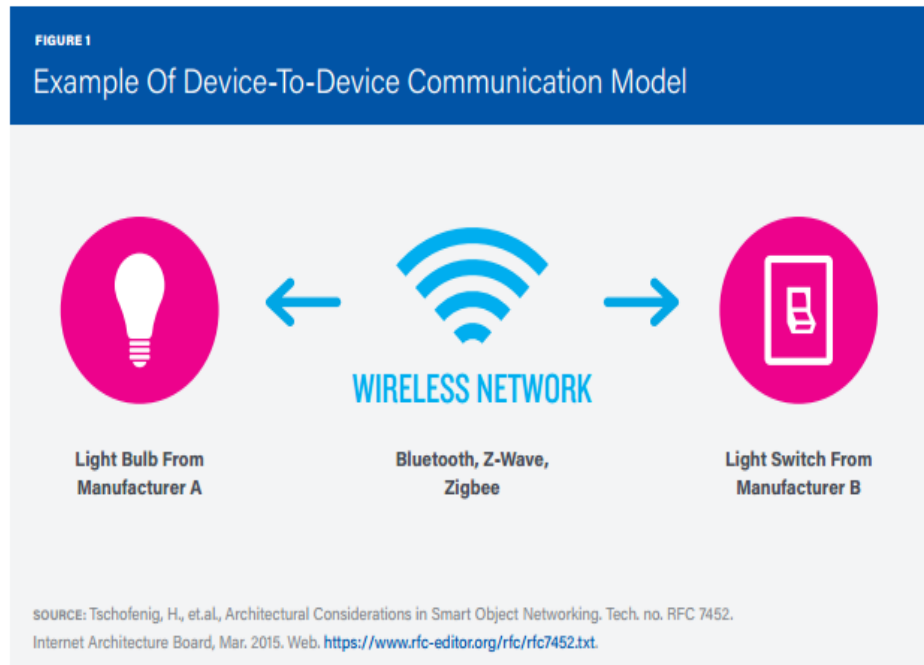 FIGURE 1
Example Of Device-To-Device Communication Model
WIRELESS NETWORK
Light Bulb From
Manufacturer A
Bluetooth, Z-Wave,
Zigbee
Light Switch From
Manufacturer B
SOURCE: Tschofenig, H., et.al., Architectural Considerations in Smart Object Networking. Tech. no. RFC 7452.
Internet Architecture Board, Mar. 2015. Web. https://www.rfc-editor.org/rfc/rfc7452.txt.